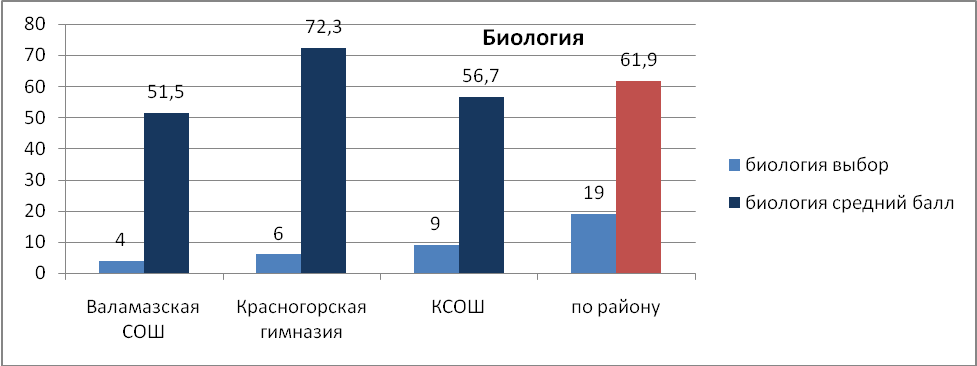 Биология
80
70
60
50
40
30
20
10
0
4
51,5
6
72,3
9
56,7
19
61,9
Валамазская
СОШ
Красногорская
гимназия
КСОШ
по району
биология выбор
биология средний балл